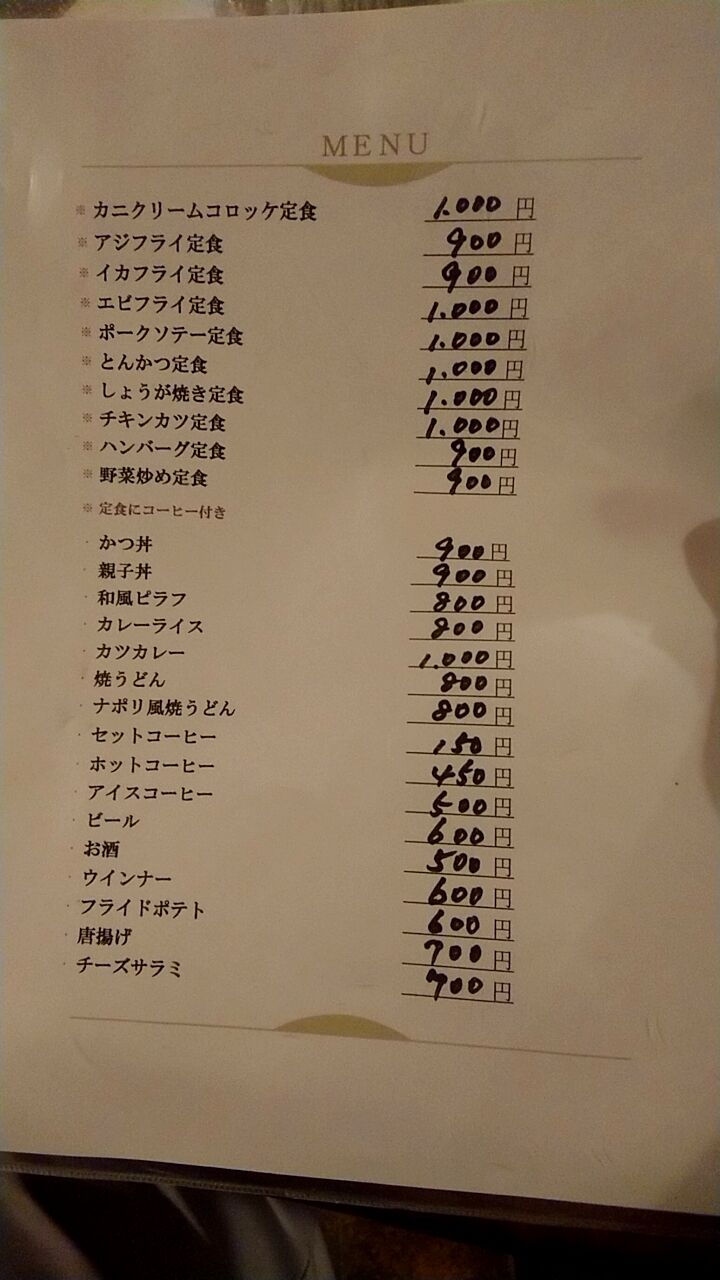 MENU
※ カニクリームコロッケ定食 1.000 円
※ アジフライ定食 900 円
※ イカフライ定食 900 円
※ エビフライ定食 1.000 円
※ ポークソテー定食 1.000 円
※ とんかつ定食 1.000 円
※ しょうが焼き定食 1.000 円
※ チキンカツ定食 1.000 円
※ ハンバーグ定食 900 円
※ 野菜炒め定食 900 円
※ 定食にコーヒー付き
・ かつ丼 900 円
・ 親子丼 900 円
・ 和風ピラフ 800 円
・ カレーライス 800 円
・ カツカレー 1.000 円
・ 焼うどん 800 円
・ ナポリ風焼うどん 800 円
・ セットコーヒー 150 円
・ ホットコーヒー 450 円
・ アイスコーヒー 500 円
・ ビール 600 円
・ お酒 500 円
・ ウインナー 600 円
・ フライドポテト 600 円
・ 唐揚げ 700 円
・ チーズサラミ 700 円